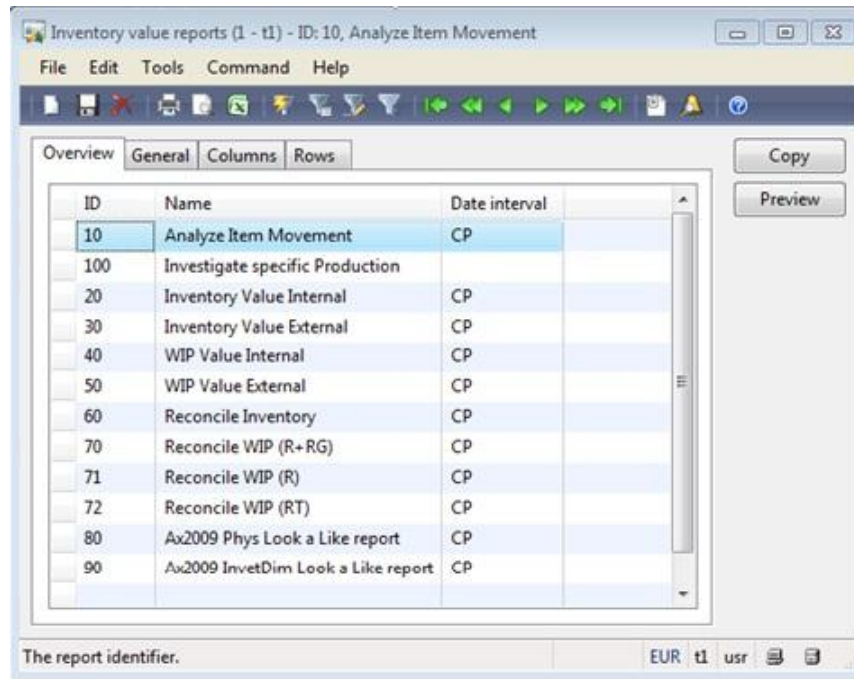 Inventory value reports (1 - t1) - ID: 10, Analyze Item Movement
File Edit Tools Command Help
Overview General Columns Rows
Copy
Preview
ID Name Date interval
10 Analyze Item Movement CP
100 Investigate specific Production
20 Inventory Value Internal CP
30 Inventory Value External CP
40 WIP Value Internal CP
50 WIP Value External CP
60 Reconcile Inventory CP
70 Reconcile WIP (R+RG) CP
71 Reconcile WIP (R) CP
72 Reconcile WIP (RT) CP
80 Ax2009 Phys Look a Like report CP
90 Ax2009 InvetDim Look a Like report CP
The report identifier. EUR t1 usr